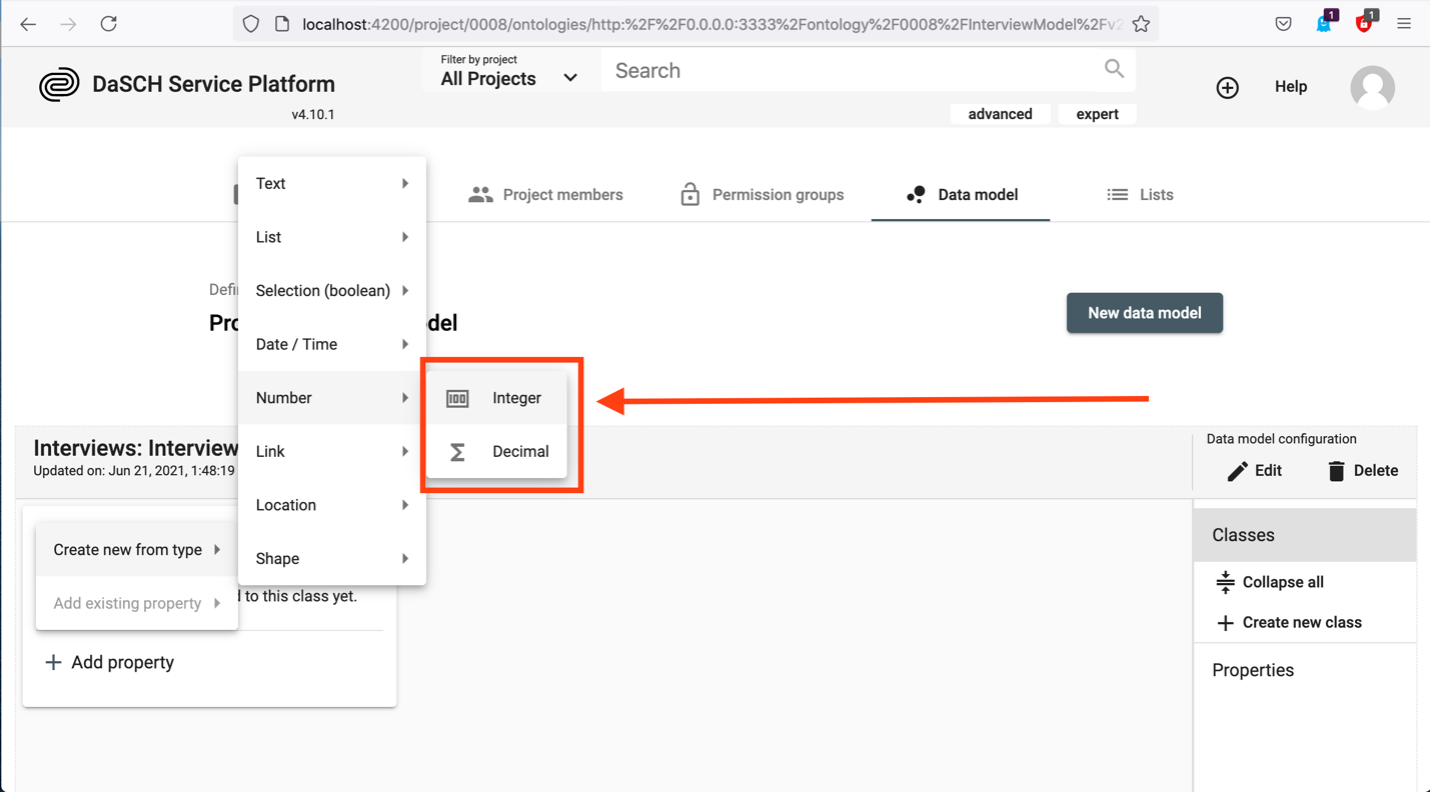 localhost:4200/project/0008/ontologies/http:%2F%2F0.0.0.0:3333%2Fontology%2F0008%2FInterviewModel%2Fv2
1
1
DaSCH Service Platform
v4.10.1
Filter by project
All Projects
Search
advanced
expert
Help
Project members
Permission groups
Data model
Lists
Text
List
Selection (boolean)
Date / Time
Number
Link
Location
Shape
100 Integer
Σ Decimal
New data model
Interviews: Interview
Updated on: Jun 21, 2021, 1:48:19
Data model configuration
Edit
Delete
Create new from type
Add existing property
to this class yet.
+ Add property
Classes
Collapse all
+ Create new class
Properties